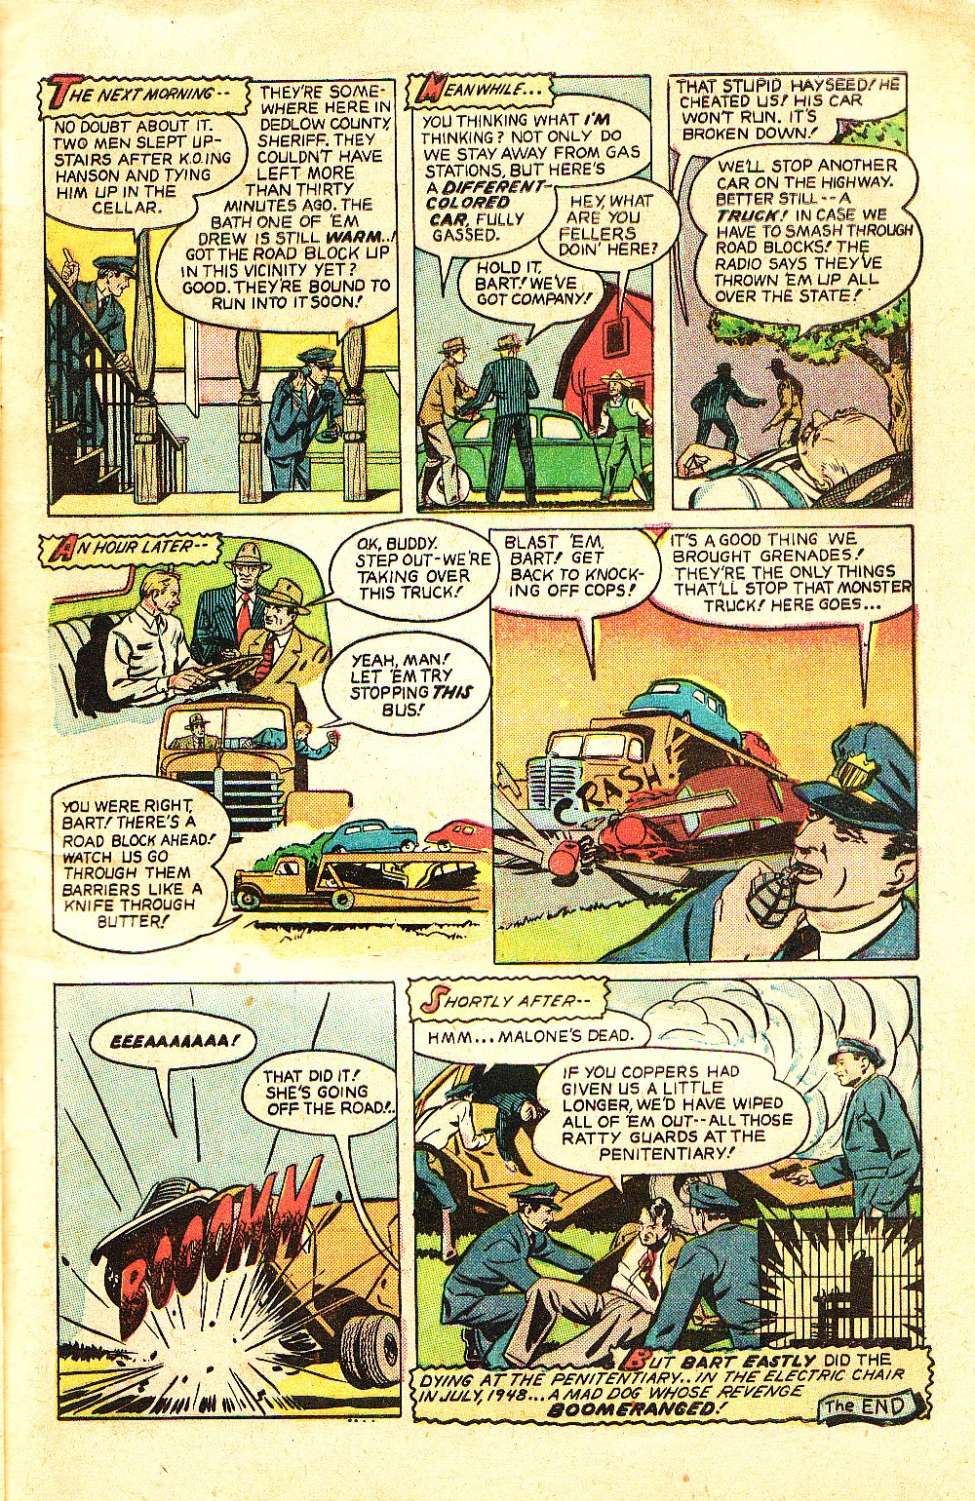 THE NEXT MORNING--
NO DOUBT ABOUT IT.
TWO MEN SLEPT UP-
STAIRS AFTER K.O.ING
HANSON AND TYING
HIM UP IN THE
CELLAR.
THEY'RE SOME-
WHERE HERE IN
DEDLOW COUNTY,
SHERIFF. THEY
COULDN'T HAVE
LEFT MORE
THAN THIRTY
MINUTES AGO. THE
BATH ONE OF 'EM
DREW IS STILL WARM..!
GOT THE ROAD BLOCK UP
IN THIS VICINITY YET?
GOOD. THEY'RE BOUND TO
RUN INTO IT SOON!
MEANWHILE...
YOU THINKING WHAT I'M
THINKING? NOT ONLY DO
WE STAY AWAY FROM GAS
STATIONS, BUT HERE'S
A DIFFERENT-
COLORED
CAR, FULLY
GASSED.
HEY, WHAT
ARE YOU
FELLERS
DOIN' HERE?
HOLD IT,
BART! WE'VE
GOT COMPANY!
THAT STUPID HAYSEED! HE
CHEATED US! HIS CAR
WON'T RUN. IT'S
BROKEN DOWN!
WE'LL STOP ANOTHER
CAR ON THE HIGHWAY.
BETTER STILL--A
TRUCK! IN CASE WE
HAVE TO SMASH THROUGH
ROAD BLOCKS! THE
RADIO SAYS THEY'VE
THROWN 'EM UP ALL
OVER THE STATE!
AN HOUR LATER--
OK, BUDDY.
STEP OUT--WE'RE
TAKING OVER
THIS TRUCK!
YEAH, MAN!
LET 'EM TRY
STOPPING THIS
BUS!
YOU WERE RIGHT,
BART! THERE'S A
ROAD BLOCK AHEAD!
WATCH US GO
THROUGH THEM
BARRIERS LIKE A
KNIFE THROUGH
BUTTER!
BLAST 'EM,
BART! GET
BACK TO KNOCK-
ING OFF COPS!
IT'S A GOOD THING WE
BROUGHT GRENADES!
THEY'RE THE ONLY THINGS
THAT'LL STOP THAT MONSTER
TRUCK! HERE GOES...
CRASH!
EEEAAAAAAA!
THAT DID IT!
SHE'S GOING
OFF THE ROAD!..
BOOOMM
SHORTLY AFTER--
HMM... MALONE'S DEAD.
IF YOU COPPERS HAD
GIVEN US A LITTLE
LONGER, WE'D HAVE WIPED
ALL OF 'EM OUT--ALL THOSE
RATTY GUARDS AT THE
PENITENTIARY!
BUT BART EASTLY DID THE
DYING AT THE PENITENTIARY.. IN THE ELECTRIC CHAIR
IN JULY, 1948... A MAD DOG WHOSE REVENGE
BOOMERANGED!
The END